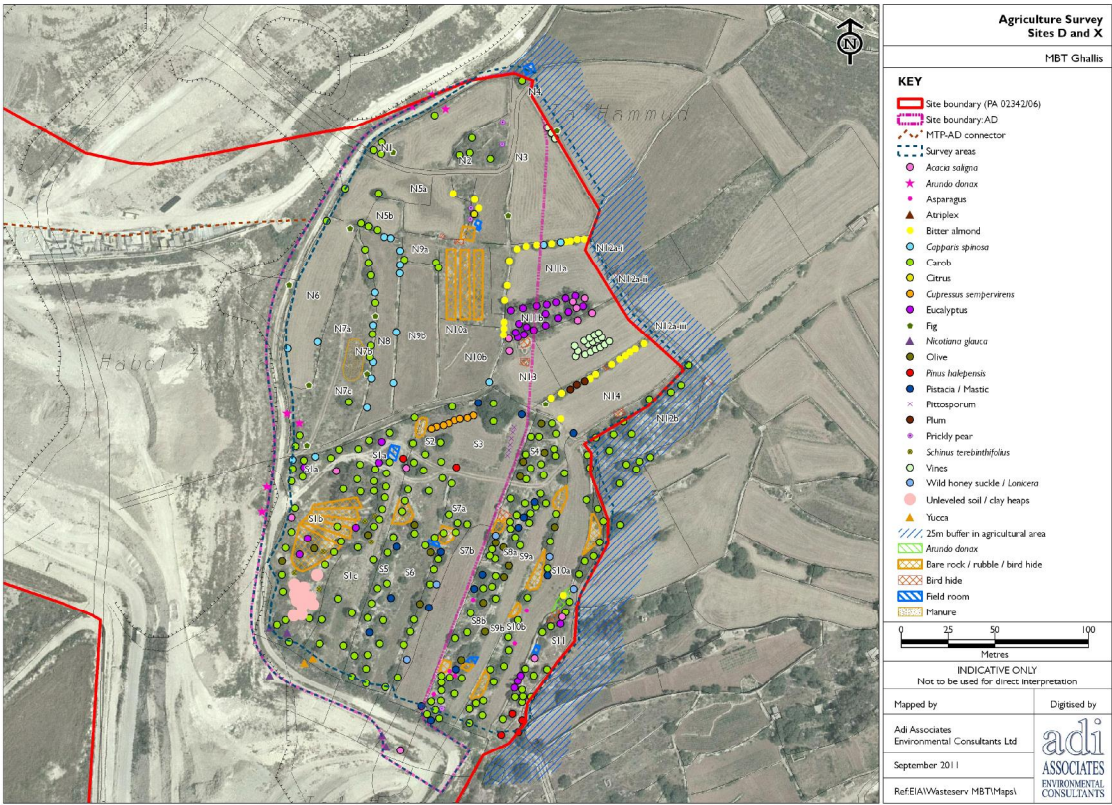 N
Ta' Hammud
N4
N1
N2
N3
N5a
N5b
N9a
N12a-i
N11a
N12a-ii
N6
N7a
N8
N9b
N10a
N11b
N12a-iii
N7b
N10b
N13
N7c
N14
N12b
S2
S3
S4
S1a
S1a
S1b
S7a
S7b
S8a
S9a
S5
S6
S1c
S10a
S8b
S9b
S10b
S11
Agriculture Survey
Sites D and X
MBT Ghallis
KEY
Site boundary (PA 02342/06)
Site boundary: AD
MTP-AD connector
Survey areas
Acacia saligna
Arundo donax
Asparagus
Atriplex
Bitter almond
Capparis spinosa
Carob
Citrus
Cupressus sempervirens
Eucalyptus
Fig
Nicotiana glauca
Olive
Pinus halepensis
Pistacia / Mastic
Pittosporum
Plum
Prickly pear
Schinus terebinthifolius
Vines
Wild honey suckle / Lonicera
Unleveled soil / clay heaps
Yucca
25m buffer in agricultural area
Arundo donax
Bare rock / rubble / bird hide
Bird hide
Field room
Manure
0 25 50 100
Metres
INDICATIVE ONLY
Not to be used for direct interpretation
Mapped by
Digitised by
Adi Associates
Environmental Consultants Ltd
September 2011
Ref:EIA\Wasteserv MBT\Maps\
adi
ASSOCIATES
ENVIRONMENTAL
CONSULTANTS